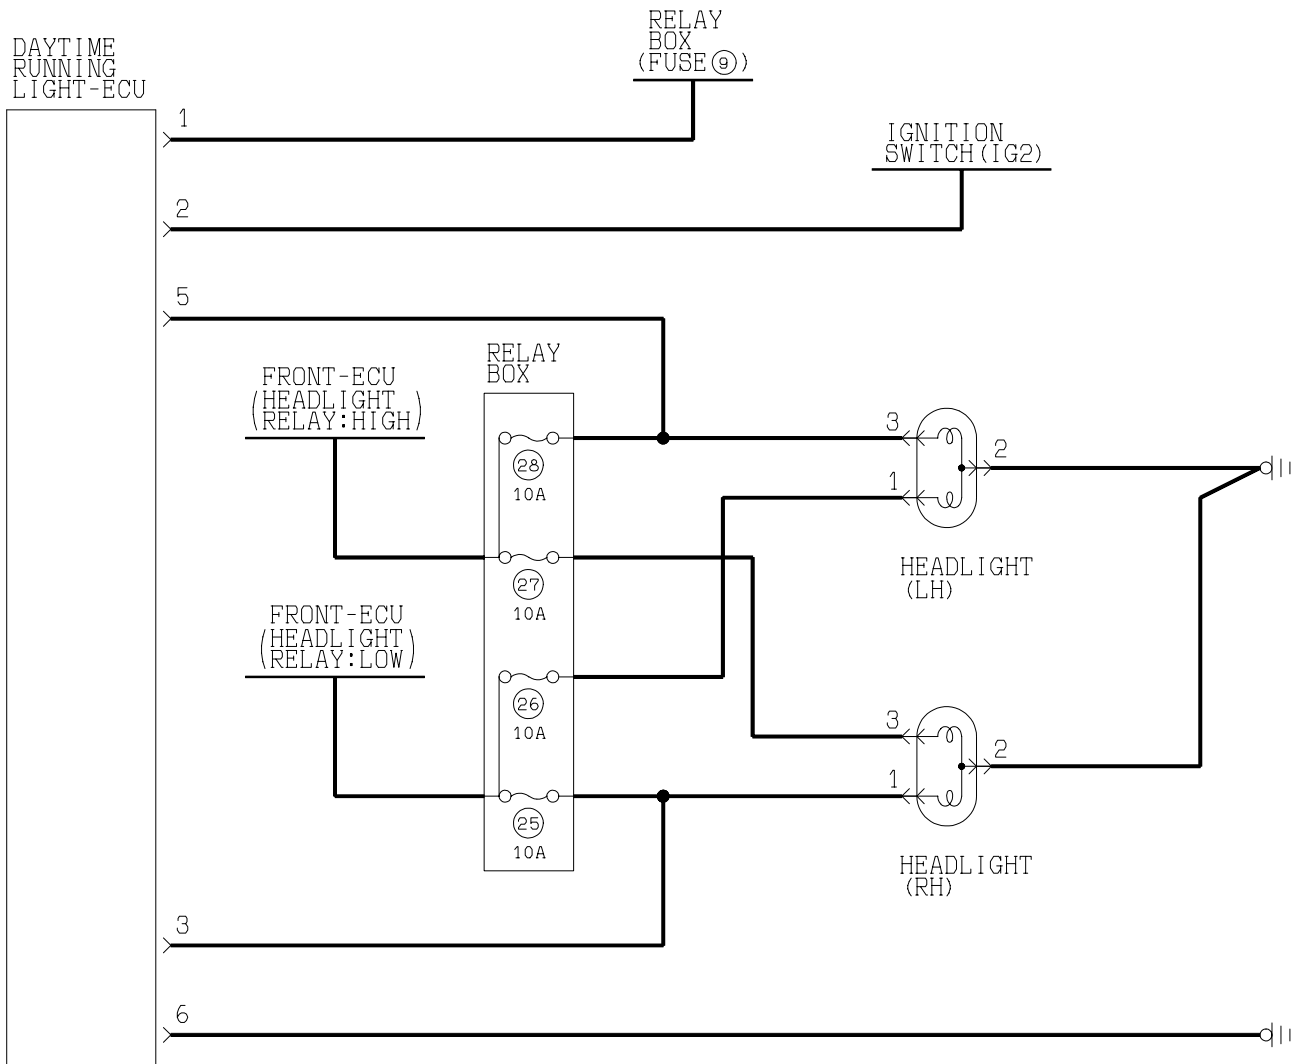 RELAY
BOX
(FUSE⑨)
DAYTIME
RUNNING
LIGHT-ECU
1
IGNITION
SWITCH(IG2)
2
5
RELAY
BOX
FRONT-ECU
(HEADLIGHT
RELAY:HIGH)
28
10A
3
2
1
27
10A
HEADLIGHT
(LH)
FRONT-ECU
(HEADLIGHT
RELAY:LOW)
26
10A
3
2
1
25
10A
HEADLIGHT
(RH)
3
6